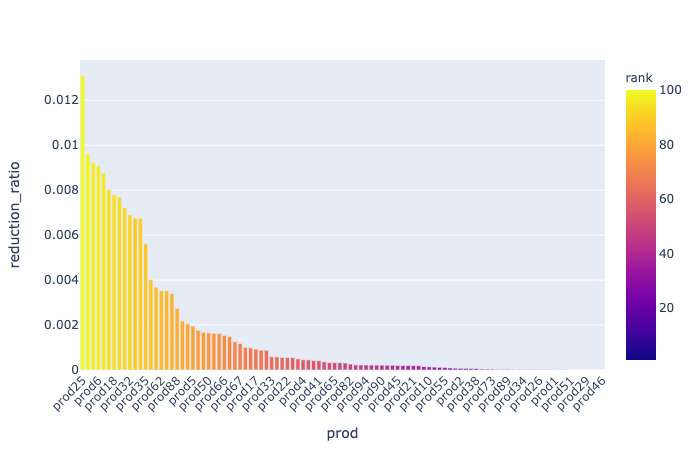 rank
0.012
0.01
0.008
0.006
0.004
0.002
0
reduction_ratio
100
80
60
40
20
prod25
prod6
prod18
prod32
prod35
prod62
prod88
prod5
prod50
prod66
prod67
prod17
prod33
prod22
prod4
prod41
prod65
prod82
prod94
prod90
prod45
prod21
prod10
prod55
prod2
prod38
prod73
prod89
prod34
prod26
prod1
prod51
prod29
prod46
prod